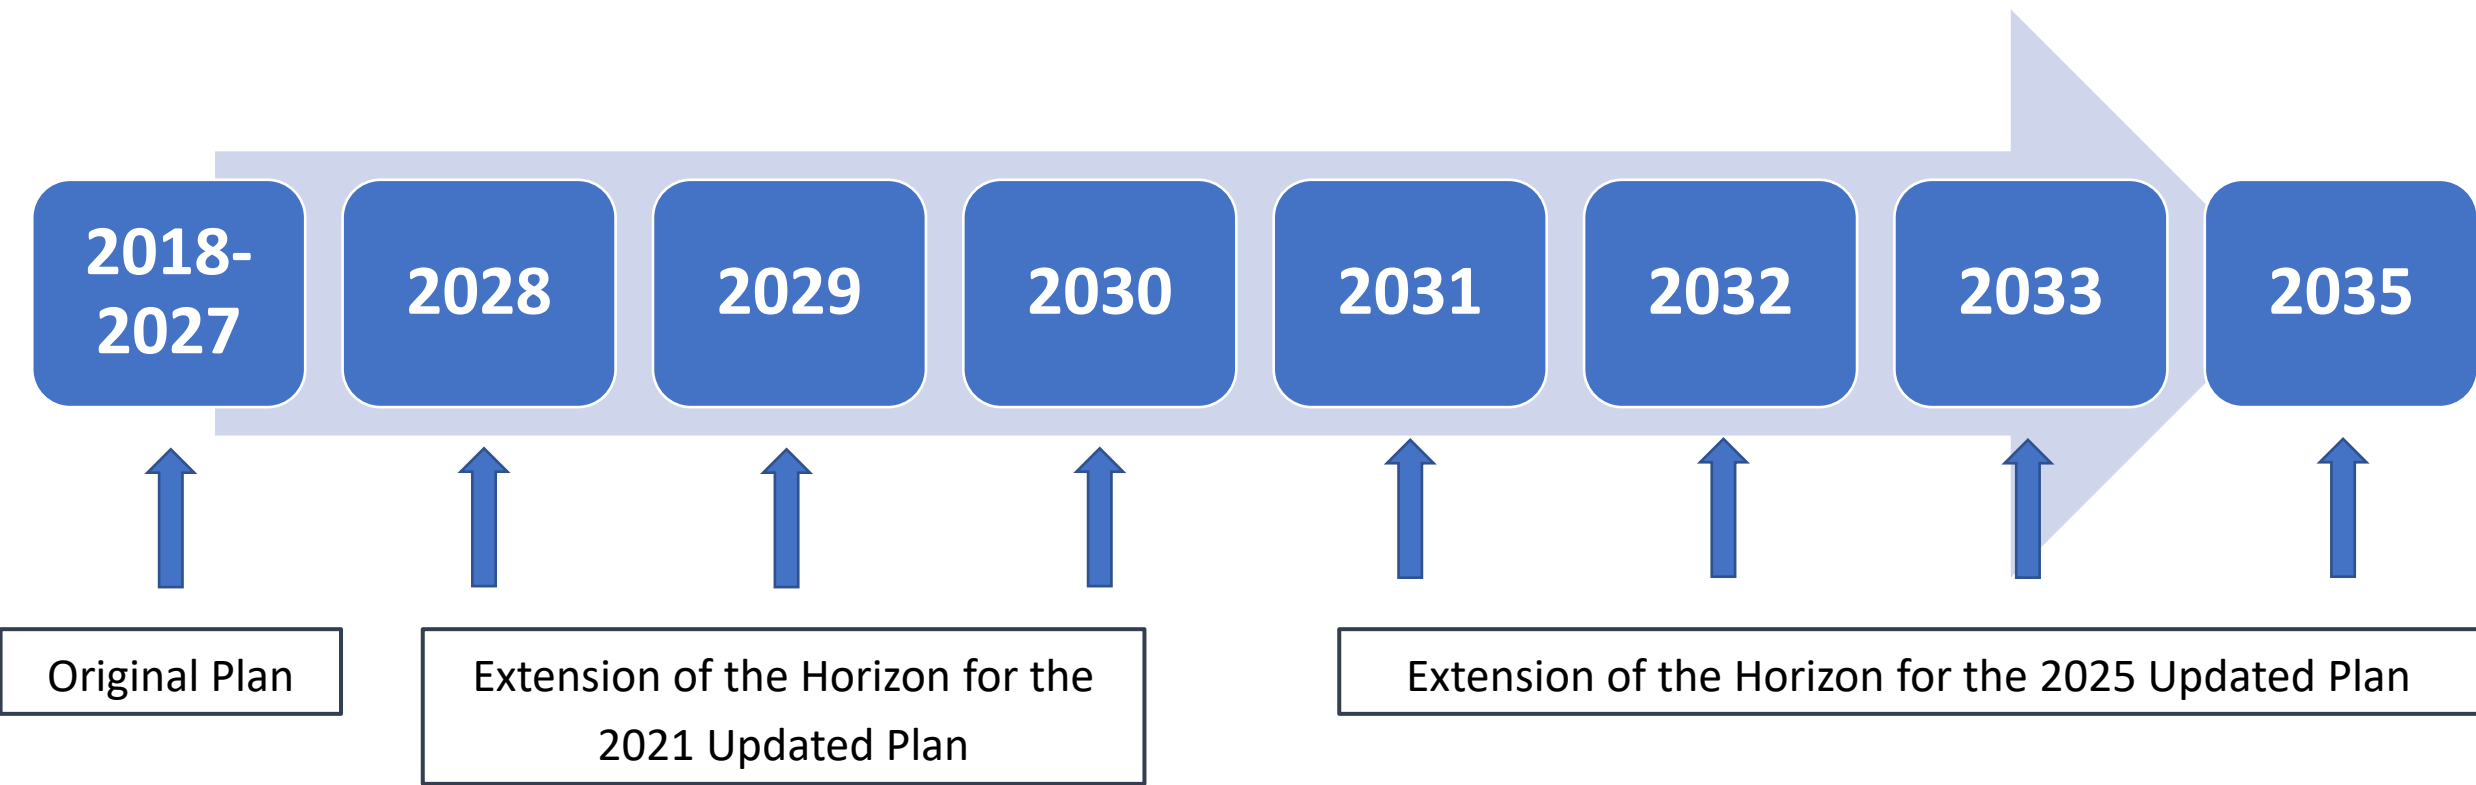 2018-
2027
2028
2029
2030
2031
2032
2033
2035
Original Plan
Extension of the Horizon for the
2021 Updated Plan
Extension of the Horizon for the 2025 Updated Plan